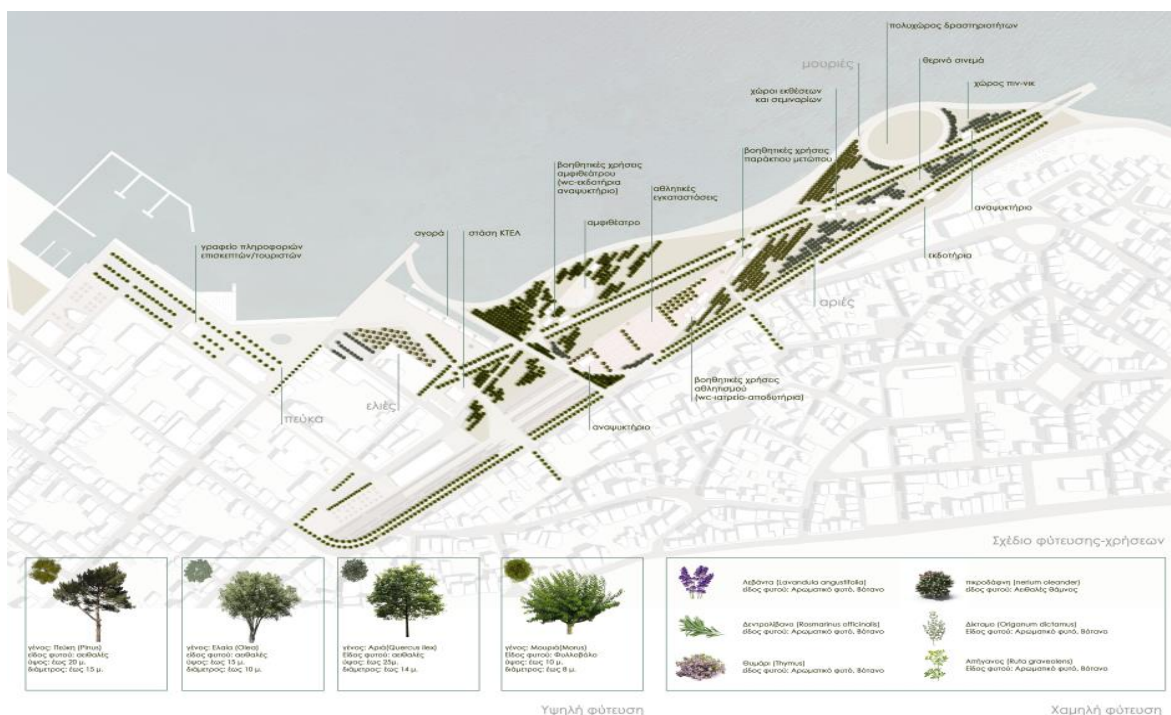 πολυχώρος δραστηριοτήτων
μουριές
θερινό σινεμά
χώροι εκθέσεων
και σεμιναρίων
χώρος πιν-νικ
βοηθητικές χρήσεις
παράκτιου μετώπου
βοηθητικές χρήσεις
αμφιθεάτρου
(wc-εκδοτήρια
αναψυκτήριο)
αθλητικές
εγκαταστάσεις
αμφιθέατρο
αναψυκτήριο
αγορά
στάση ΚΤΕΛ
γραφείο πληροφοριών
επισκεπτών/τουριστών
εκδοτήρια
αριές
βοηθητικές χρήσεις
αθλητισμού
(wc-ιατρείο-αποδυτήρια)
πεύκα
ελιές
αναψυκτήριο
Σχέδιο φύτευσης-χρήσεων
γένος: Πεύκη (Pinus)
είδος φυτού: αειθαλές
ύψος: έως 20 μ.
διάμετρος: έως 15 μ.
γένος: Ελαία (Olea)
είδος φυτού: αειθαλές
ύψος: έως 15 μ.
διάμετρος: έως 10 μ.
γένος: Αριά(Quercus ilex)
είδος φυτού: αειθαλές
ύψος: έως 25μ.
διάμετρος: έως 14 μ.
γένος: Μουριά(Morus)
Είδος φυτού: Φυλλοβόλο
ύψος: έως 10 μ.
διάμετρος: έως 8 μ.
Λεβάντα (Lavandula angustifolia)
είδος φυτού: Αρωματικό φυτό, Βότανο
πικροδάφνη (nerium oleander)
είδος φυτού: Αειθαλές θάμνος
Δεντρολίβανο (Rosmarinus officinalis)
είδος φυτού: Αρωματικό φυτό, Βότανο
Δίκταμο (Origanum dictamus)
Είδος φυτού: Αρωματικό φυτό, Βότανο
Θυμάρι (Thymus)
είδος φυτού: Αρωματικό φυτό, Βότανο
Απήγανος (Ruta graveolens)
Είδος φυτού: Αρωματικό φυτό, Βότανο
Υψηλή φύτευση
Χαμηλή φύτευση